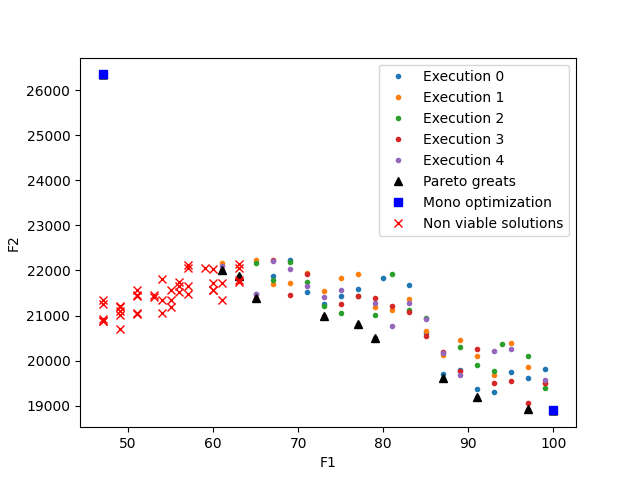 Execution 0
Execution 1
Execution 2
Execution 3
Execution 4
Pareto greats
Mono optimization
Non viable solutions
F2
26000
25000
24000
23000
22000
21000
20000
19000
50 60 70 80 90 100
F1